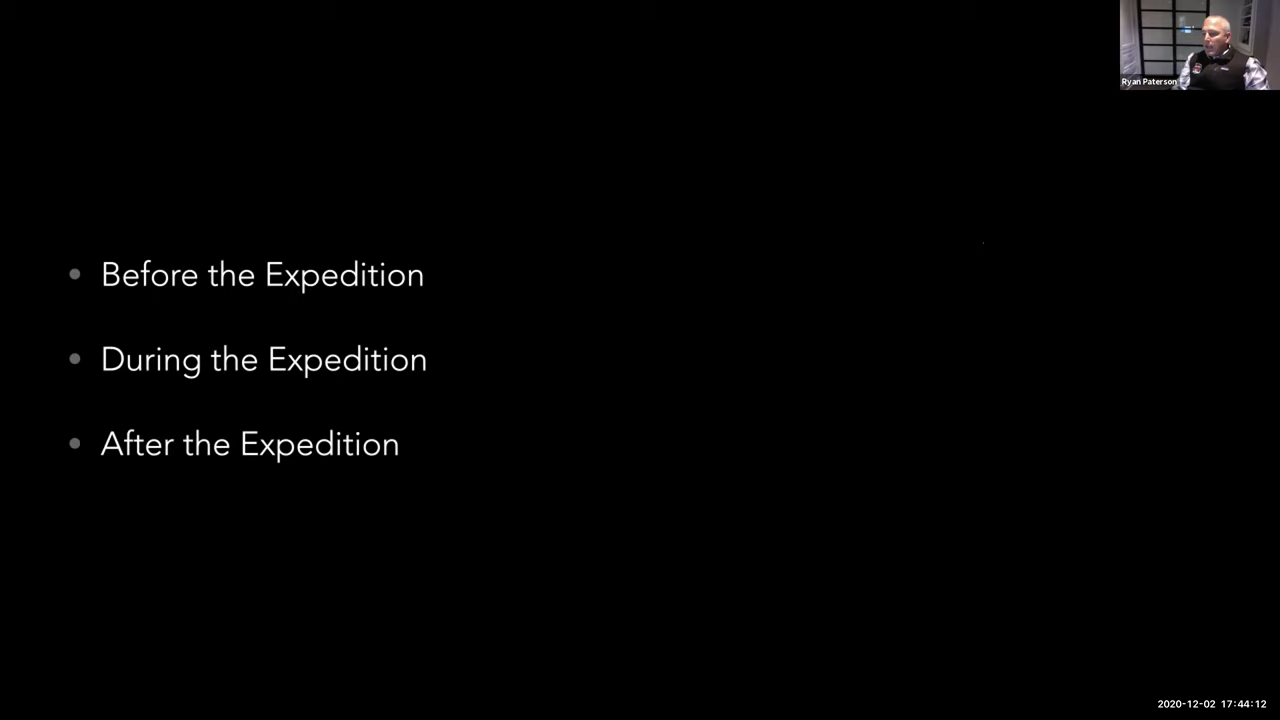 Ryan Paterson
• Before the Expedition
• During the Expedition
• After the Expedition
2020-12-02 17:44:12